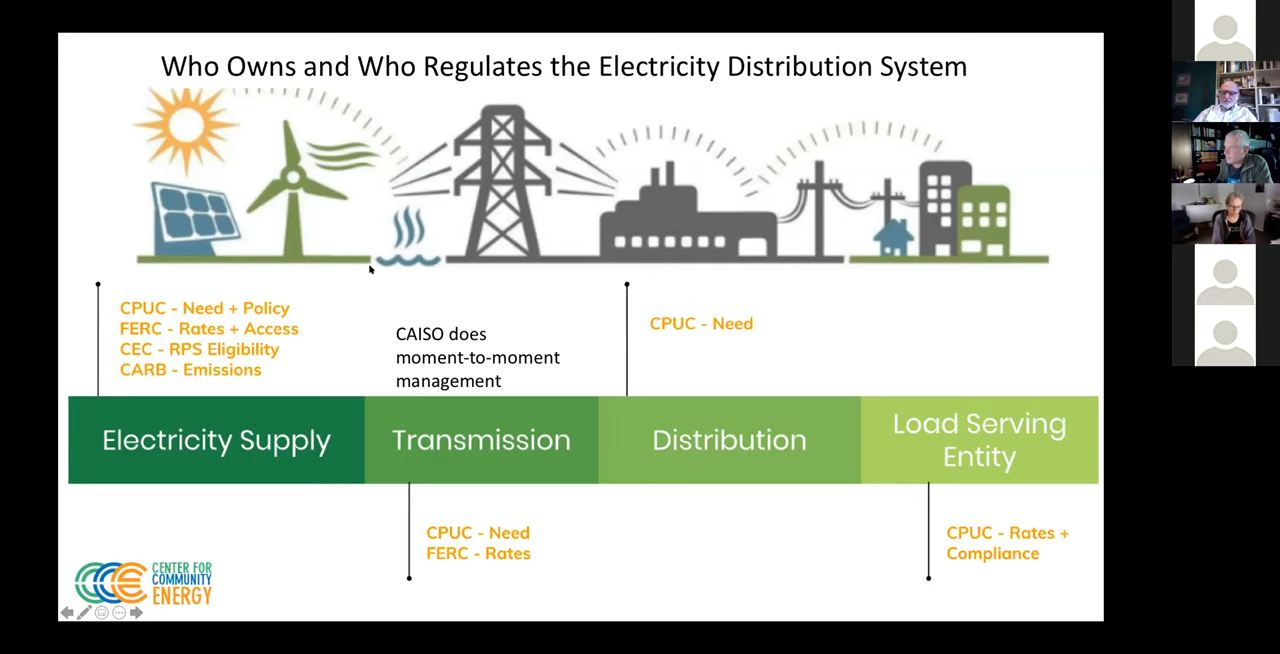 Who Owns and Who Regulates the Electricity Distribution System
CPUC - Need + Policy
FERC - Rates + Access
CEC - RPS Eligibility
CARB - Emissions
CAISO does
moment-to-moment
management
CPUC - Need
Electricity Supply
Transmission
Distribution
Load Serving
Entity
CPUC - Need
FERC - Rates
CPUC - Rates +
Compliance
CCE
CENTER FOR
COMMUNITY
ENERGY